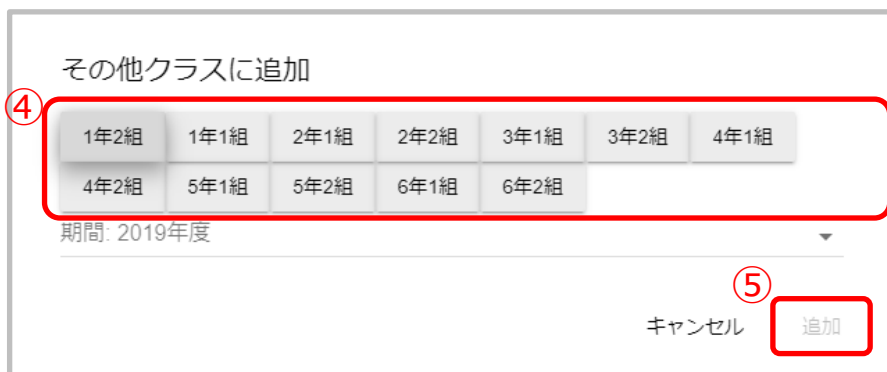 その他クラスに追加
④
1年2組 1年1組 2年1組 2年2組 3年1組 3年2組 4年1組
4年2組 5年1組 5年2組 6年1組 6年2組
期間: 2019年度
⑤
キャンセル 追加